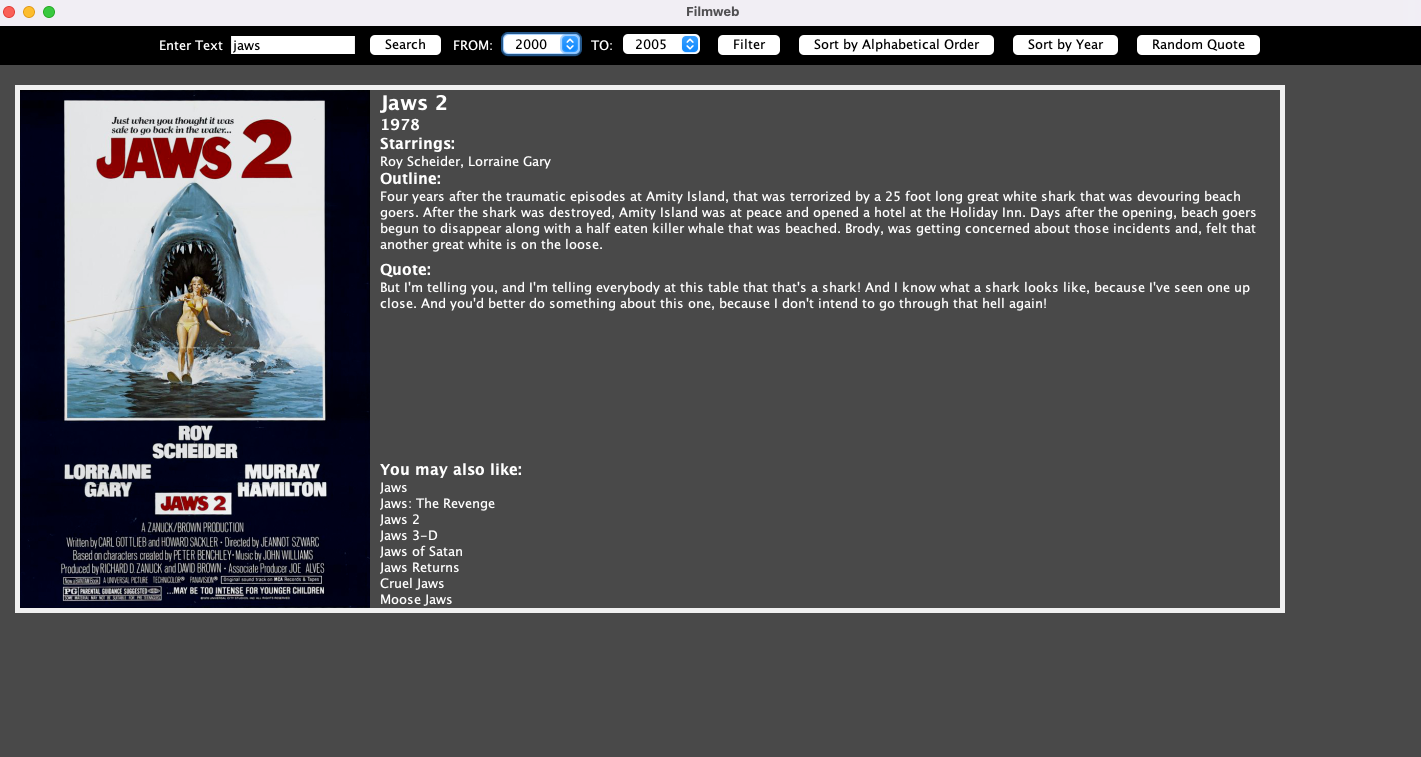 Filmweb
Enter Text jaws Search FROM: 2000 TO: 2005 Filter Sort by Alphabetical Order Sort by Year Random Quote
Just when you thought it was
safe to go back in the water...
JAWS 2
ROY
SCHEIDER
LORRAINE
GARY
MURRAY
HAMILTON
JAWS 2
A ZANUCK/BROWN PRODUCTION
Written by CARL GOTTLIEB and HOWARD SACKLER · Directed by JEANNOT SZWARC
Based on characters created by PETER BENCHLEY · Music by JOHN WILLIAMS
Produced by RICHARD D. ZANUCK and DAVID BROWN · Associate Producer JOE ALVES
A UNIVERSAL PICTURE TECHNICOLOR® PANAVISION® Original sound track on MCA Records & Tapes
PG PARENTAL GUIDANCE SUGGESTED ...MAY BE TOO INTENSE FOR YOUNGER CHILDREN
Jaws 2
1978
Starrings:
Roy Scheider, Lorraine Gary
Outline:
Four years after the traumatic episodes at Amity Island, that was terrorized by a 25 foot long great white shark that was devouring beach
goers. After the shark was destroyed, Amity Island was at peace and opened a hotel at the Holiday Inn. Days after the opening, beach goers
begun to disappear along with a half eaten killer whale that was beached. Brody, was getting concerned about those incidents and, felt that
another great white is on the loose.
Quote:
But I'm telling you, and I'm telling everybody at this table that that's a shark! And I know what a shark looks like, because I've seen one up
close. And you'd better do something about this one, because I don't intend to go through that hell again!
You may also like:
Jaws
Jaws: The Revenge
Jaws 2
Jaws 3-D
Jaws of Satan
Jaws Returns
Cruel Jaws
Moose Jaws